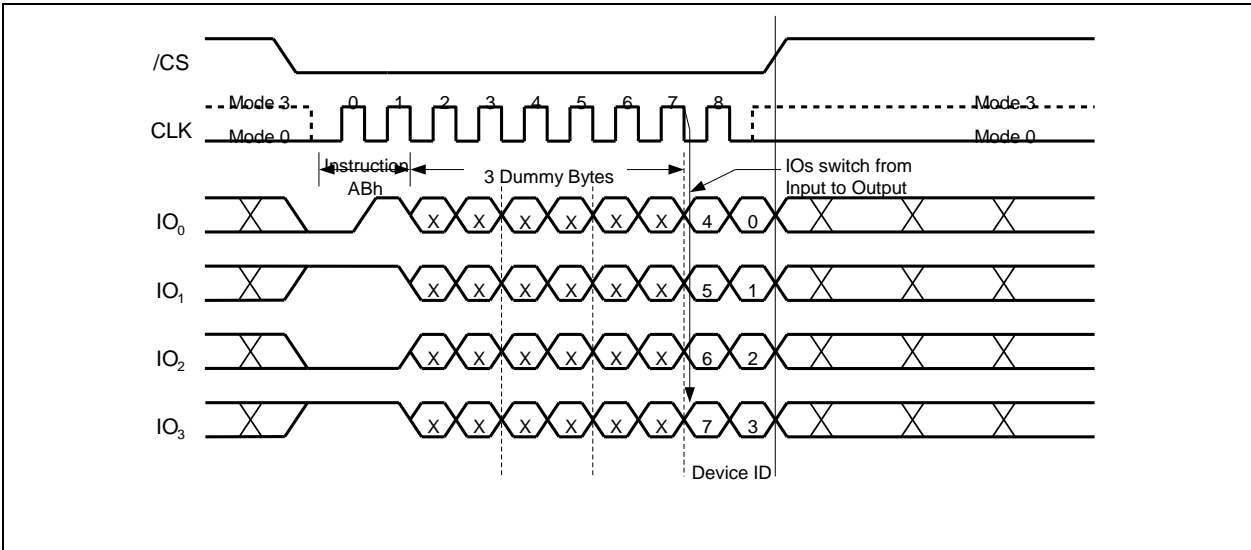 /CS
Mode 3 0 1 2 3 4 5 6 7 8 Mode 3
CLK
Mode 0 Mode 0
Instruction
ABh
3 Dummy Bytes
IOs switch from
Input to Output
IO0 X X X X X X 4 0
IO1 X X X X X X 5 1
IO2 X X X X X X 6 2
IO3 X X X X X X 7 3
Device ID